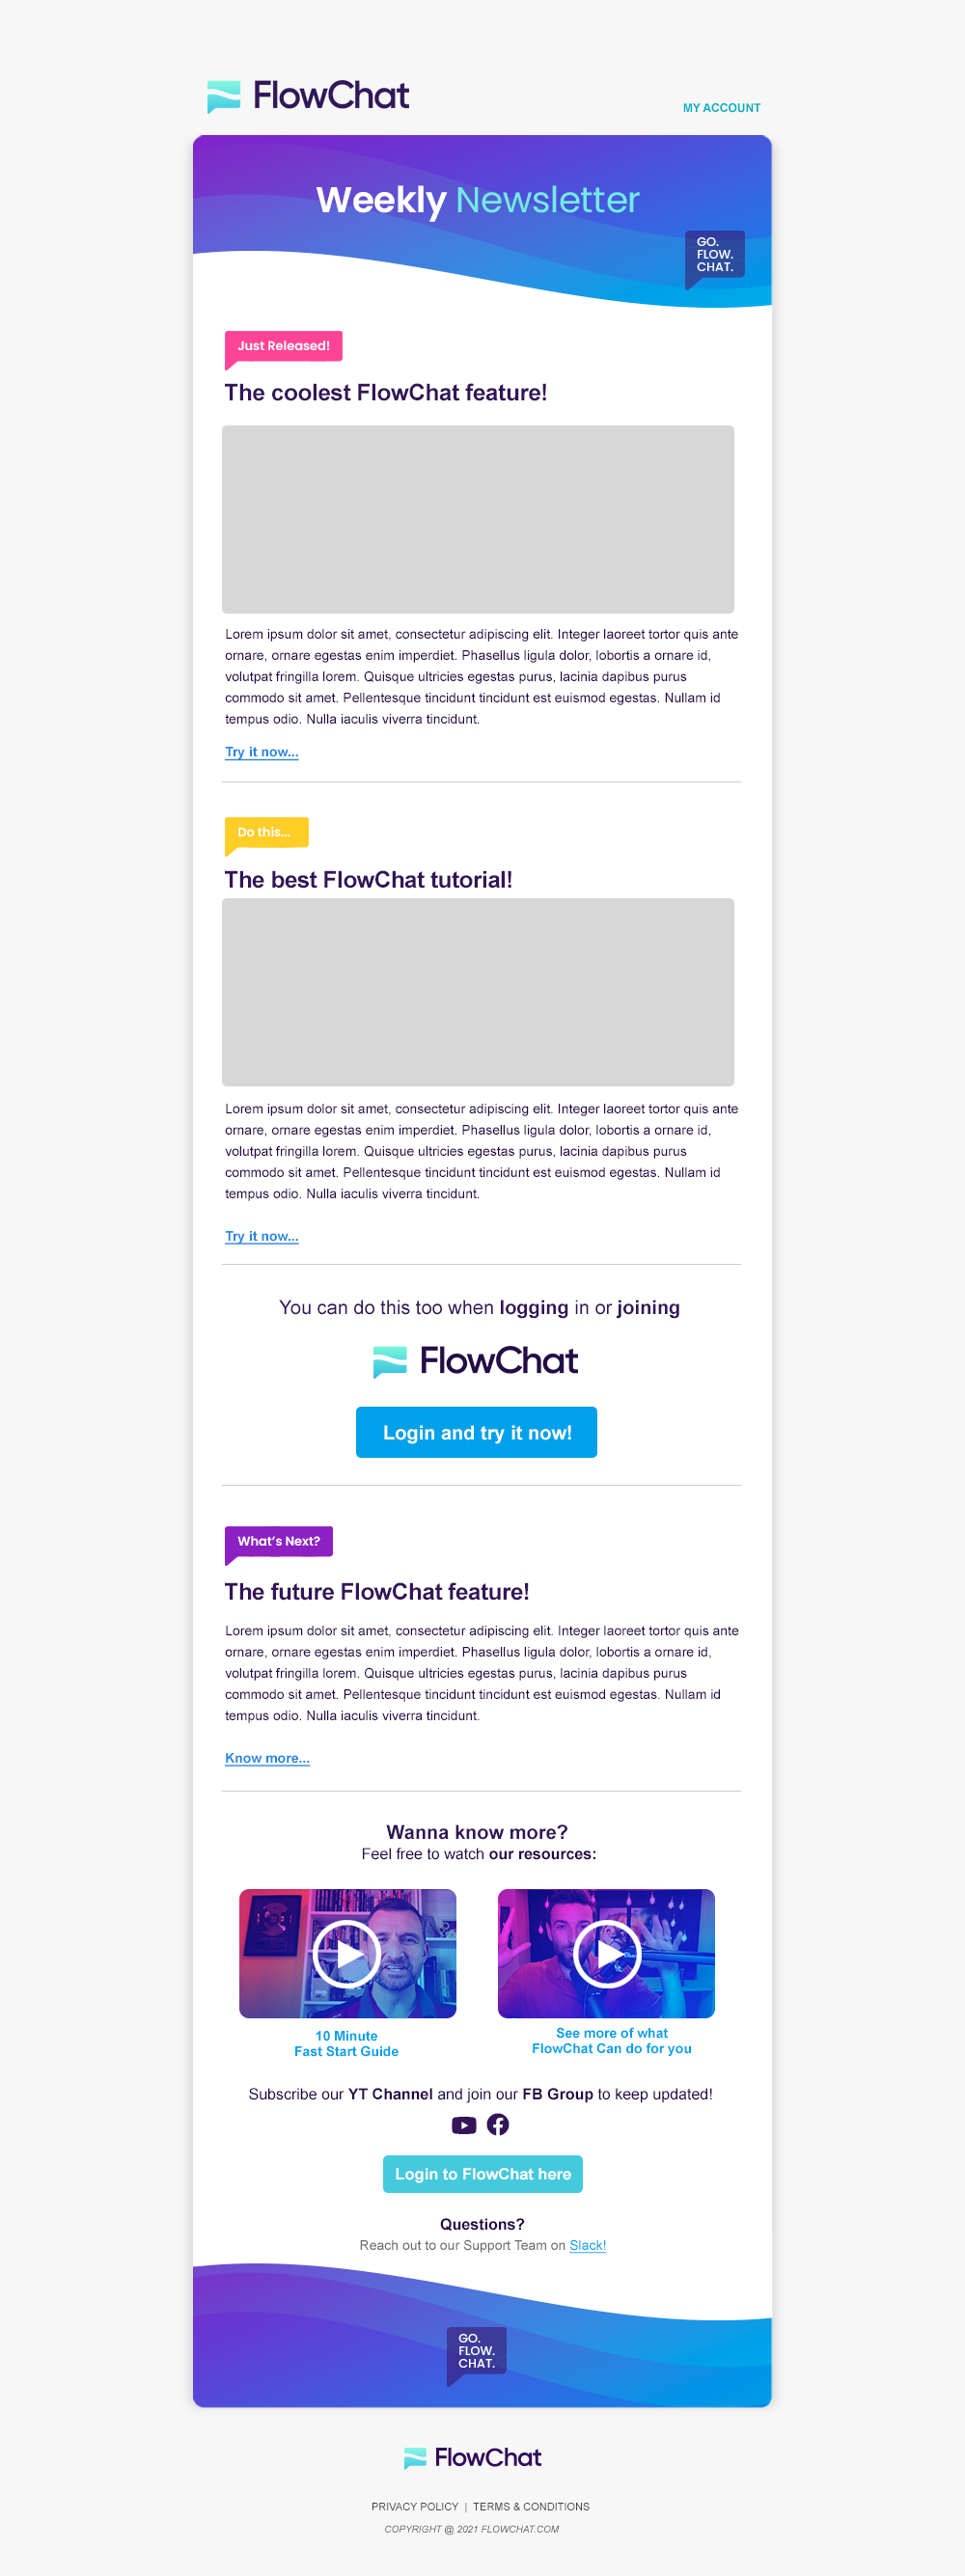 FlowChat
MY ACCOUNT
Weekly Newsletter
GO.
FLOW.
CHAT.
Just Released!
The coolest FlowChat feature!
Lorem ipsum dolor sit amet, consectetur adipiscing elit. Integer laoreet tortor quis ante
ornare, ornare egestas enim imperdiet. Phasellus ligula dolor, lobortis a ornare id,
volutpat fringilla lorem. Quisque ultricies egestas purus, lacinia dapibus purus
commodo sit amet. Pellentesque tincidunt tincidunt est euismod egestas. Nullam id
tempus odio. Nulla iaculis viverra tincidunt.
Try it now...
Do this...
The best FlowChat tutorial!
Lorem ipsum dolor sit amet, consectetur adipiscing elit. Integer laoreet tortor quis ante
ornare, ornare egestas enim imperdiet. Phasellus ligula dolor, lobortis a ornare id,
volutpat fringilla lorem. Quisque ultricies egestas purus, lacinia dapibus purus
commodo sit amet. Pellentesque tincidunt tincidunt est euismod egestas. Nullam id
tempus odio. Nulla iaculis viverra tincidunt.
Try it now...
You can do this too when logging in or joining
FlowChat
Login and try it now!
What's Next?
The future FlowChat feature!
Lorem ipsum dolor sit amet, consectetur adipiscing elit. Integer laoreet tortor quis ante
ornare, ornare egestas enim imperdiet. Phasellus ligula dolor, lobortis a ornare id,
volutpat fringilla lorem. Quisque ultricies egestas purus, lacinia dapibus purus
commodo sit amet. Pellentesque tincidunt tincidunt est euismod egestas. Nullam id
tempus odio. Nulla iaculis viverra tincidunt.
Know more...
Wanna know more?
Feel free to watch our resources:
10 Minute
Fast Start Guide
See more of what
FlowChat Can do for you
Subscribe our YT Channel and join our FB Group to keep updated!
Login to FlowChat here
Questions?
Reach out to our Support Team on Slack!
GO.
FLOW.
CHAT.
FlowChat
PRIVACY POLICY | TERMS & CONDITIONS
COPYRIGHT @ 2021 FLOWCHAT.COM